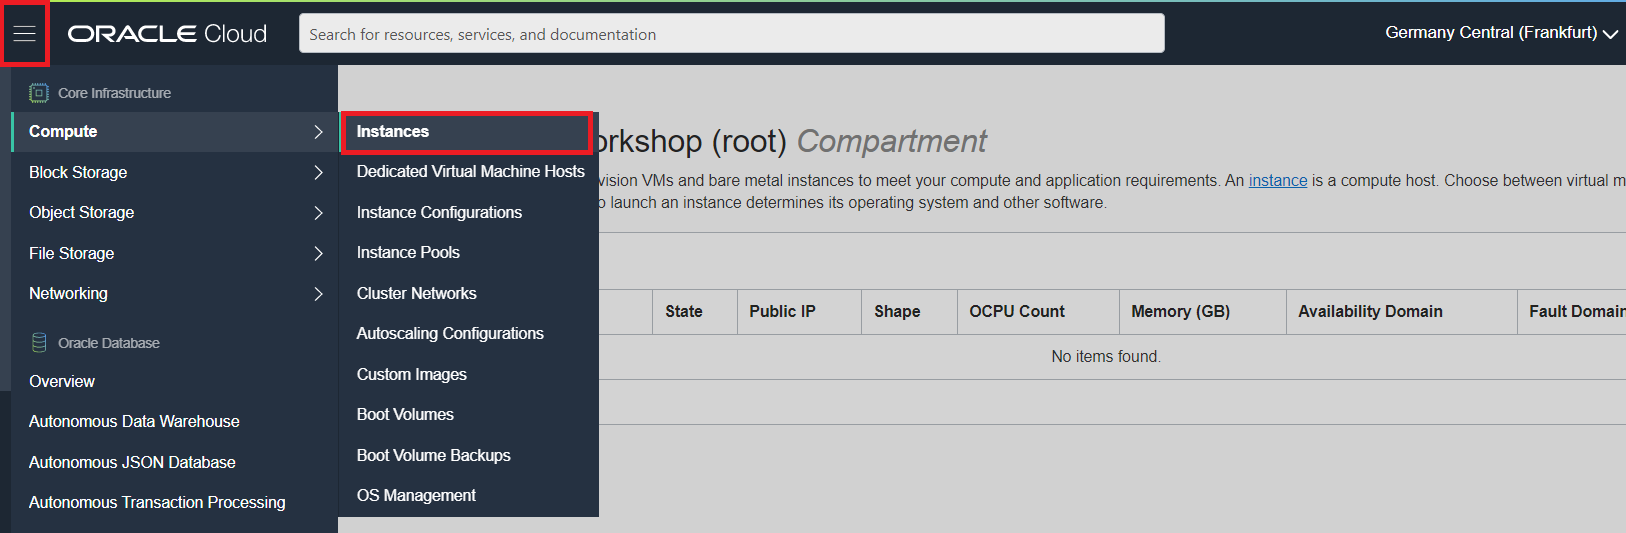 ORACLE Cloud
Search for resources, services, and documentation
Germany Central (Frankfurt)
Core Infrastructure
Compute
Block Storage
Object Storage
File Storage
Networking
Oracle Database
Overview
Autonomous Data Warehouse
Autonomous JSON Database
Autonomous Transaction Processing
Instances
Dedicated Virtual Machine Hosts
Instance Configurations
Instance Pools
Cluster Networks
Autoscaling Configurations
Custom Images
Boot Volumes
Boot Volume Backups
OS Management
orkshop (root) Compartment
vision VMs and bare metal instances to meet your compute and application requirements. An instance is a compute host. Choose between virtual m
o launch an instance determines its operating system and other software.
State Public IP Shape OCPU Count Memory (GB) Availability Domain Fault Domain
No items found.